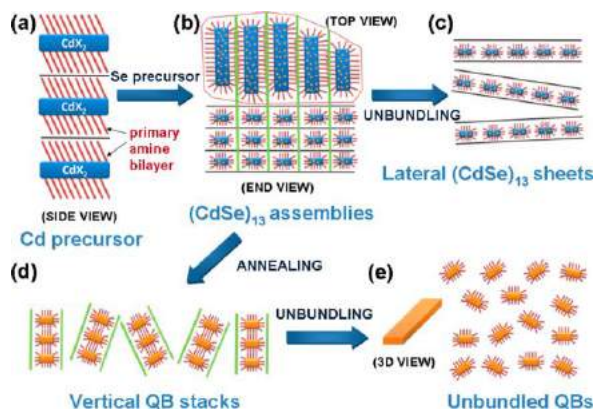 (a)
CdX2
CdX2
CdX2
primary
amine
bilayer
(SIDE VIEW)
Cd precursor
Se precursor
(b)
(TOP VIEW)
(END VIEW)
(CdSe)13 assemblies
UNBUNDLING
(c)
Lateral (CdSe)13 sheets
ANNEALING
(d)
Vertical QB stacks
UNBUNDLING
(e)
(3D VIEW)
Unbundled QBs